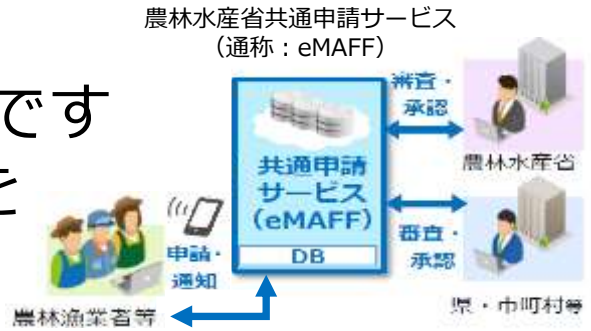 農林水産省共通申請サービス
（通称：eMAFF）
です
と
審査・
承認
農林水産省
共通申請
サービス
（eMAFF）
DB
申請・
通知
審査・
承認
農林漁業者等
県・市町村等